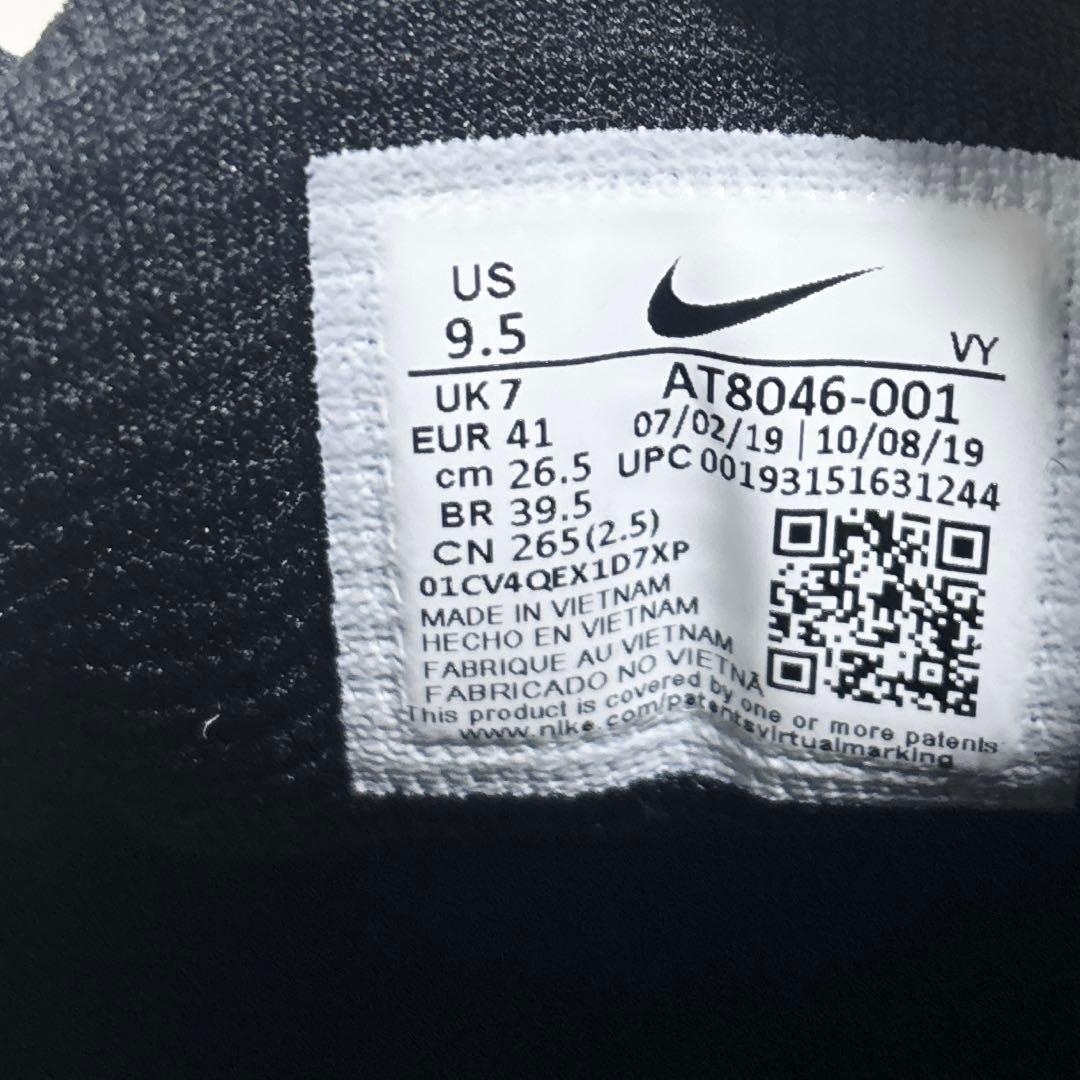 US
9.5
VY
UK 7
EUR 41
cm 26.5
BR 39.5
CN 265(2.5)
AT8046-001
07/02/19 | 10/08/19
UPC 00193151631244
01CV4QEX1D7XP
MADE IN VIETNAM
HECHO EN VIETNAM
FABRIQUE AU VIETNAM
FABRICADO NO VIETNÃ
This product is covered by one or more patents
www.nike.com/patentsvirtualmarking